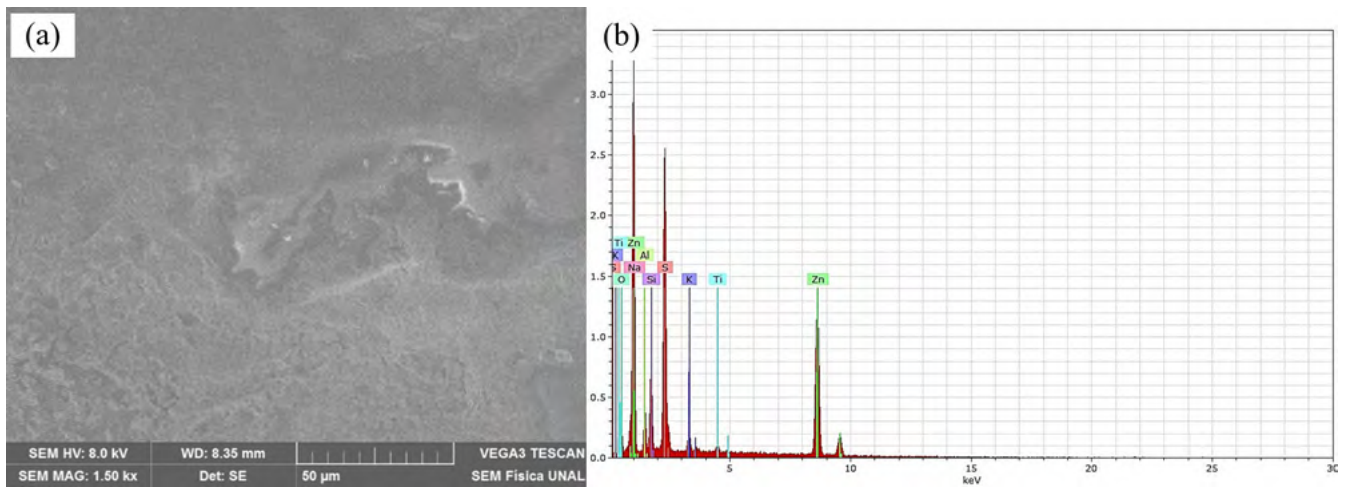 (a)
SEM HV: 8.0 kV
WD: 8.35 mm
VEGA3 TESCAN
SEM MAG: 1.50 kx
Det: SE
50 µm
SEM Física UNAL
(b)
3.0
2.5
2.0
1.5
1.0
0.5
0.0
Ti Zn
K Al
S Na S
O Si K Ti Zn
5 10 15 20 25 30
keV